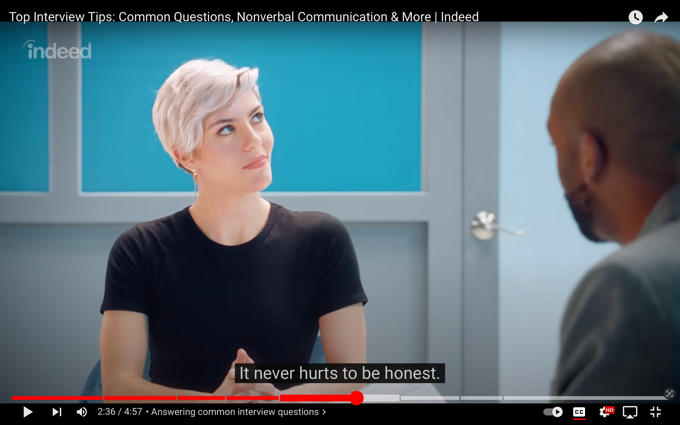 Top Interview Tips: Common Questions, Nonverbal Communication & More | Indeed
indeed
It never hurts to be honest.
2:36 / 4:57 • Answering common interview questions >
CC
HD